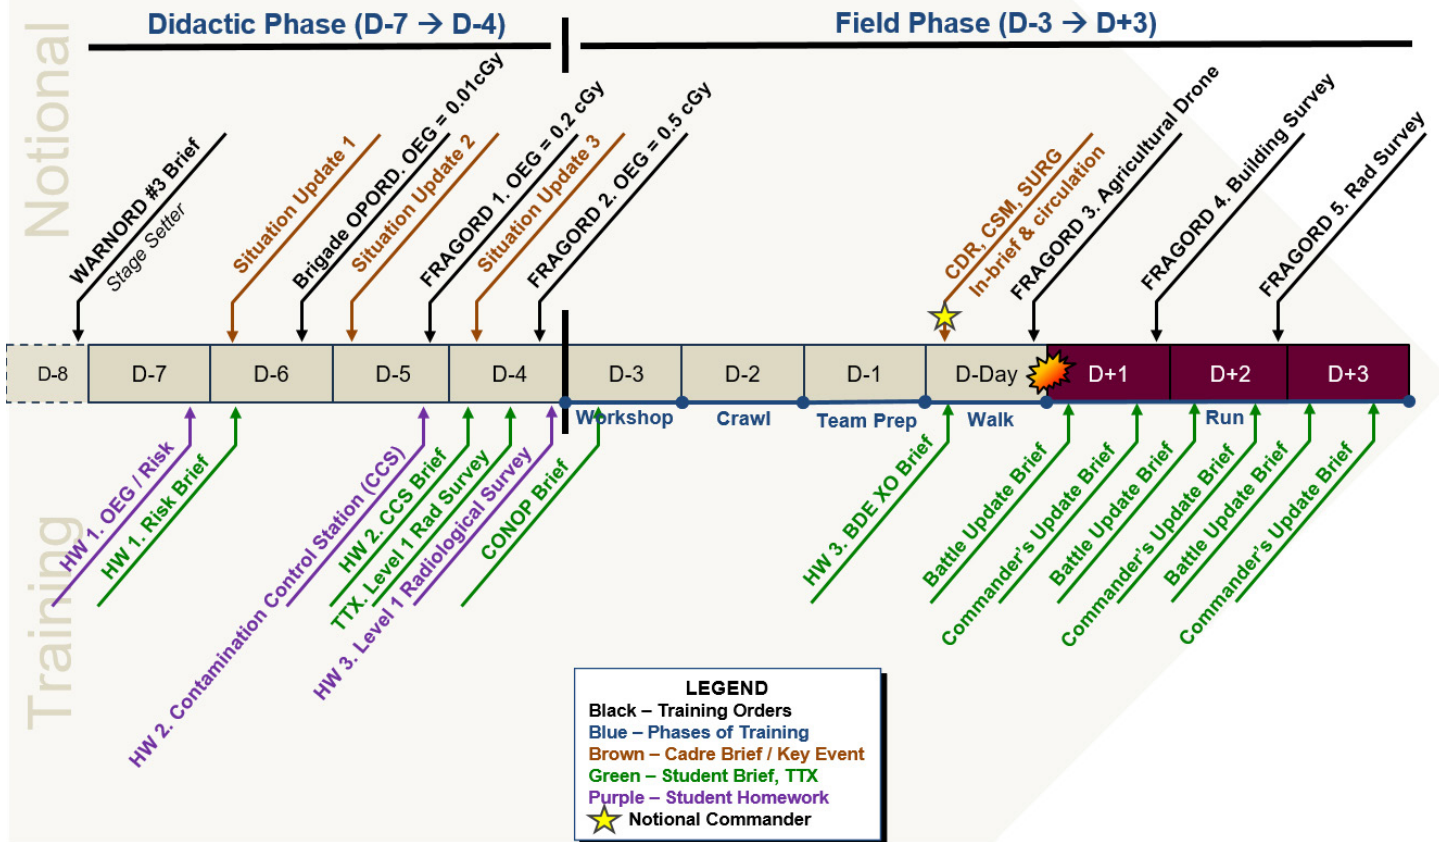 Didactic Phase (D-7 → D-4)
Field Phase (D-3 → D+3)
Notional
WARNORD #3 Brief
Stage Setter
Situation Update 1
Brigade OPORD. OEG = 0.01cGy
Situation Update 2
FRAGORD 1. OEG = 0.2 cGy
Situation Update 3
FRAGORD 2. OEG = 0.5 cGy
CDR, CSM, SURG
In-brief & circulation
FRAGORD 3. Agricultural Drone
FRAGORD 4. Building Survey
FRAGORD 5. Rad Survey
D-8
D-7
D-6
D-5
D-4
D-3
D-2
D-1
D-Day
D+1
D+2
D+3
Workshop
Crawl
Team Prep
Walk
Run
Training
HW 1. OEG / Risk
HW 1. Risk Brief
HW 2. Contamination Control Station (CCS)
HW 2. CCS Brief
TTX. Level 1 Rad Survey
HW 3. Level 1 Radiological Survey
CONOP Brief
HW 3. BDE XO Brief
Battle Update Brief
Commander's Update Brief
Battle Update Brief
Commander's Update Brief
Battle Update Brief
Commander's Update Brief
LEGEND
Black – Training Orders
Blue – Phases of Training
Brown – Cadre Brief / Key Event
Green – Student Brief, TTX
Purple – Student Homework
Notional Commander